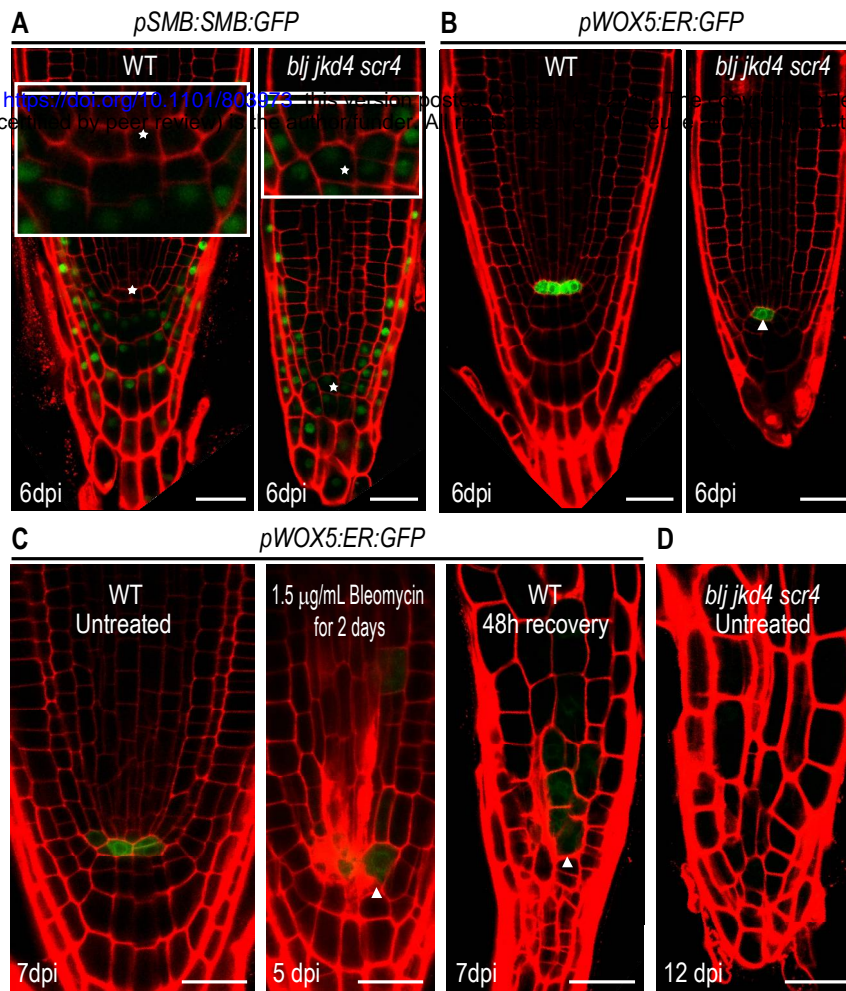 A
pSMB:SMB:GFP
WT
blj jkd4 scr4
https://doi.org/10.1101/803973
this version
6dpi
6dpi
B
pWOX5:ER:GFP
WT
blj jkd4 scr4
6dpi
6dpi
C
pWOX5:ER:GFP
WT
Untreated
7dpi
1.5 μg/mL Bleomycin
for 2 days
5 dpi
WT
48h recovery
7dpi
D
blj jkd4 scr4
Untreated
12 dpi